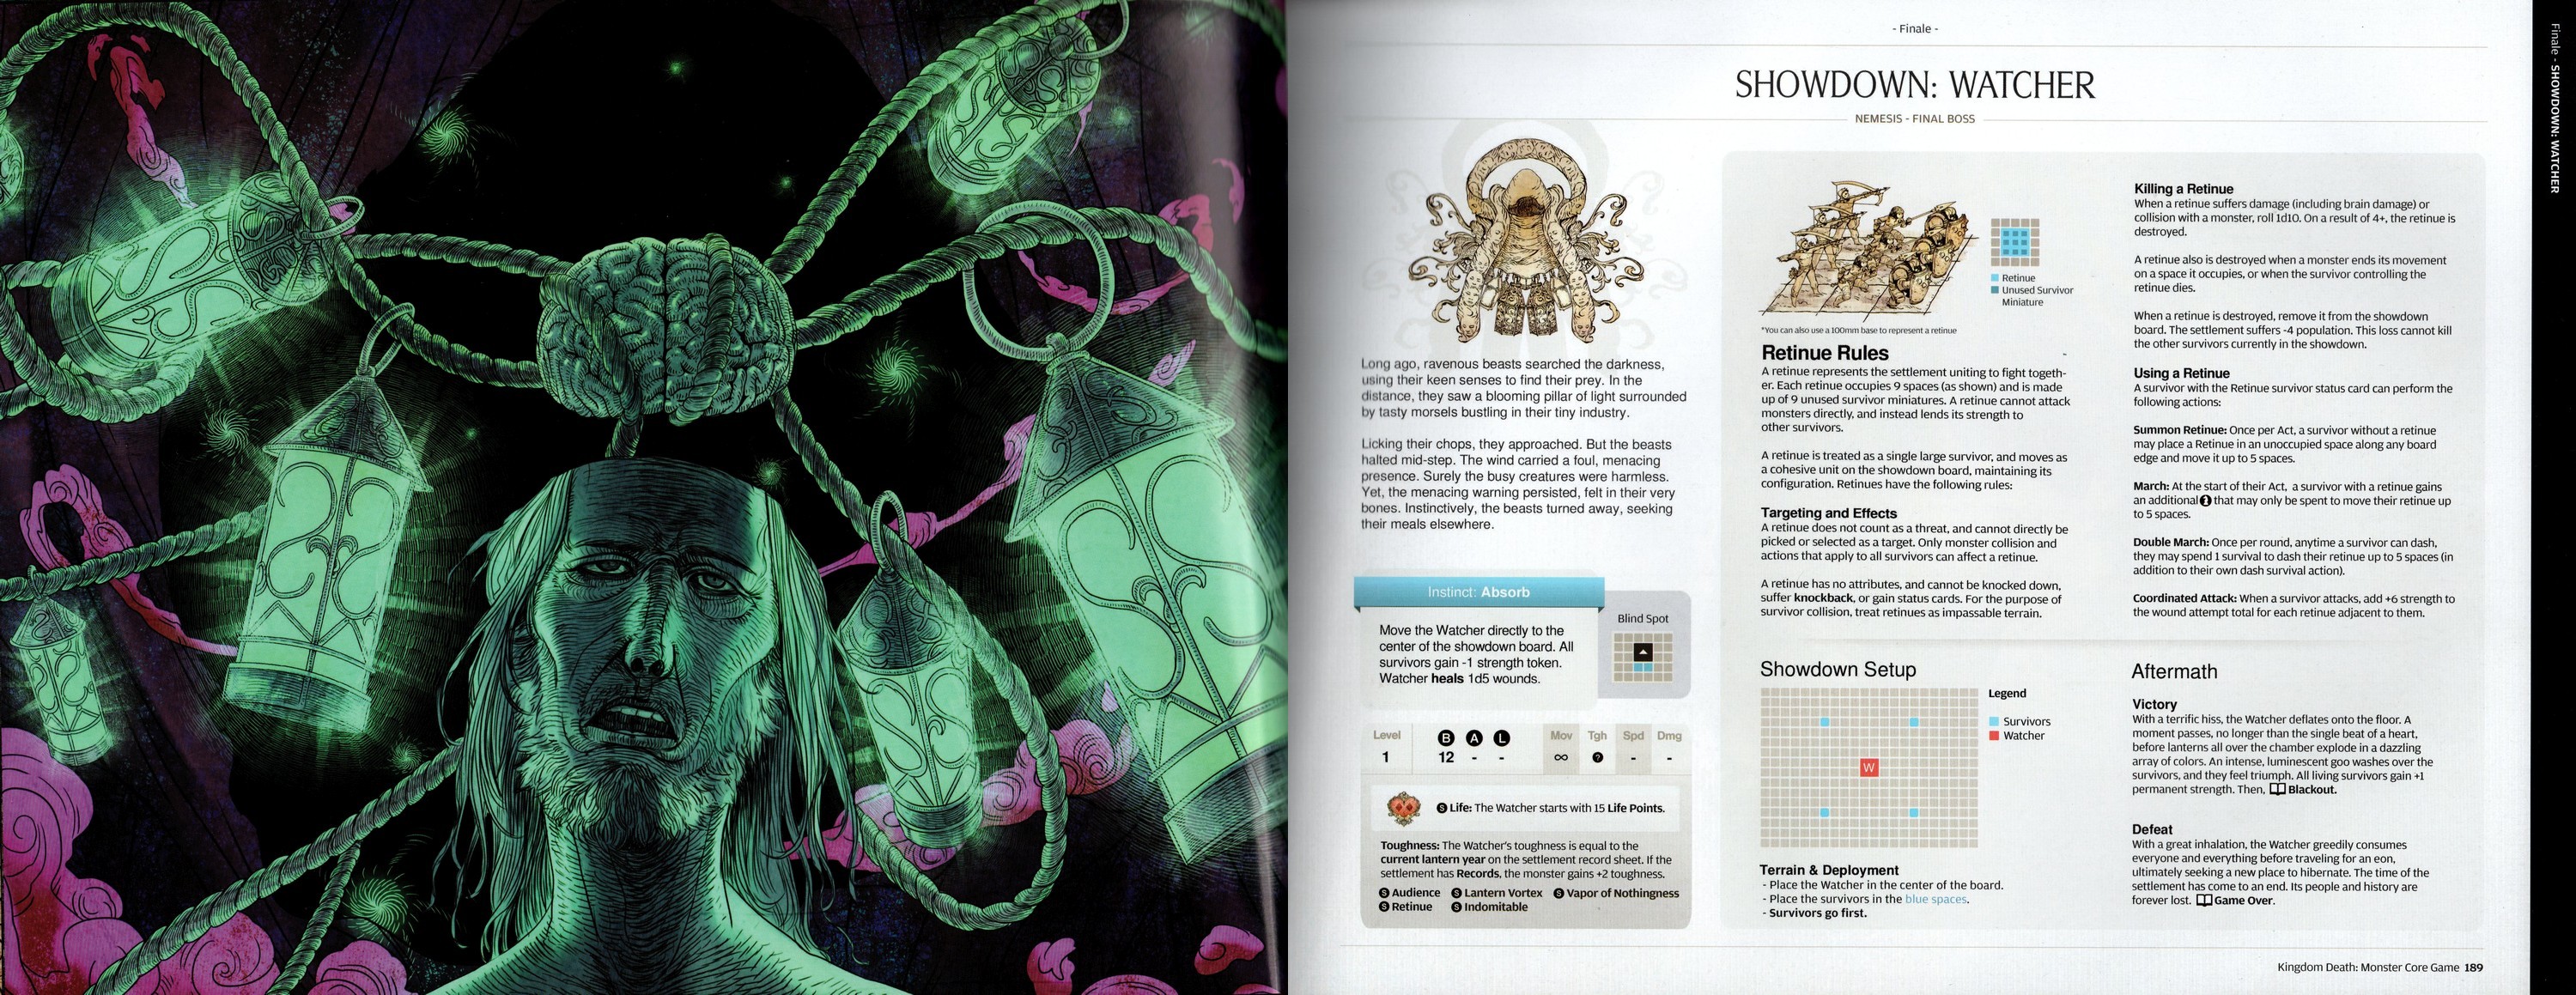 - Finale -
SHOWDOWN: WATCHER
NEMESIS - FINAL BOSS
Long ago, ravenous beasts searched the darkness,
using their keen senses to find their prey. In the
distance, they saw a blooming pillar of light surrounded
by tasty morsels bustling in their tiny industry.
Licking their chops, they approached. But the beasts
halted mid-step. The wind carried a foul, menacing
presence. Surely the busy creatures were harmless.
Yet, the menacing warning persisted, felt in their very
bones. Instinctively, the beasts turned away, seeking
their meals elsewhere.
Instinct: Absorb
Move the Watcher directly to the
center of the showdown board. All
survivors gain -1 strength token.
Watcher heals 1d5 wounds.
Blind Spot
Level B A L Mov Tgh Spd Dmg
1 12 - - ∞ ? - -
S Life: The Watcher starts with 15 Life Points.
Toughness: The Watcher's toughness is equal to the
current lantern year on the settlement record sheet. If the
settlement has Records, the monster gains +2 toughness.
S Audience S Lantern Vortex S Vapor of Nothingness
S Retinue S Indomitable
Retinue
Unused Survivor
Miniature
*You can also use a 100mm base to represent a retinue
Retinue Rules
A retinue represents the settlement uniting to fight togeth-
er. Each retinue occupies 9 spaces (as shown) and is made
up of 9 unused survivor miniatures. A retinue cannot attack
monsters directly, and instead lends its strength to
other survivors.
A retinue is treated as a single large survivor, and moves as
a cohesive unit on the showdown board, maintaining its
configuration. Retinues have the following rules:
Targeting and Effects
A retinue does not count as a threat, and cannot directly be
picked or selected as a target. Only monster collision and
actions that apply to all survivors can affect a retinue.
A retinue has no attributes, and cannot be knocked down,
suffer knockback, or gain status cards. For the purpose of
survivor collision, treat retinues as impassable terrain.
Killing a Retinue
When a retinue suffers damage (including brain damage) or
collision with a monster, roll 1d10. On a result of 4+, the retinue is
destroyed.
A retinue also is destroyed when a monster ends its movement
on a space it occupies, or when the survivor controlling the
retinue dies.
When a retinue is destroyed, remove it from the showdown
board. The settlement suffers -4 population. This loss cannot kill
the other survivors currently in the showdown.
Using a Retinue
A survivor with the Retinue survivor status card can perform the
following actions:
Summon Retinue: Once per Act, a survivor without a retinue
may place a Retinue in an unoccupied space along any board
edge and move it up to 5 spaces.
March: At the start of their Act, a survivor with a retinue gains
an additional that may only be spent to move their retinue up
to 5 spaces.
Double March: Once per round, anytime a survivor can dash,
they may spend 1 survival to dash their retinue up to 5 spaces (in
addition to their own dash survival action).
Coordinated Attack: When a survivor attacks, add +6 strength to
the wound attempt total for each retinue adjacent to them.
Showdown Setup
W
Legend
Survivors
Watcher
Terrain & Deployment
- Place the Watcher in the center of the board.
- Place the survivors in the blue spaces.
- Survivors go first.
Aftermath
Victory
With a terrific hiss, the Watcher deflates onto the floor. A
moment passes, no longer than the single beat of a heart,
before lanterns all over the chamber explode in a dazzling
array of colors. An intense, luminescent goo washes over the
survivors, and they feel triumph. All living survivors gain +1
permanent strength. Then, Blackout.
Defeat
With a great inhalation, the Watcher greedily consumes
everyone and everything before traveling for an eon,
ultimately seeking a new place to hibernate. The time of the
settlement has come to an end. Its people and history are
forever lost. Game Over.
Kingdom Death: Monster Core Game 189
Finale - SHOWDOWN: WATCHER